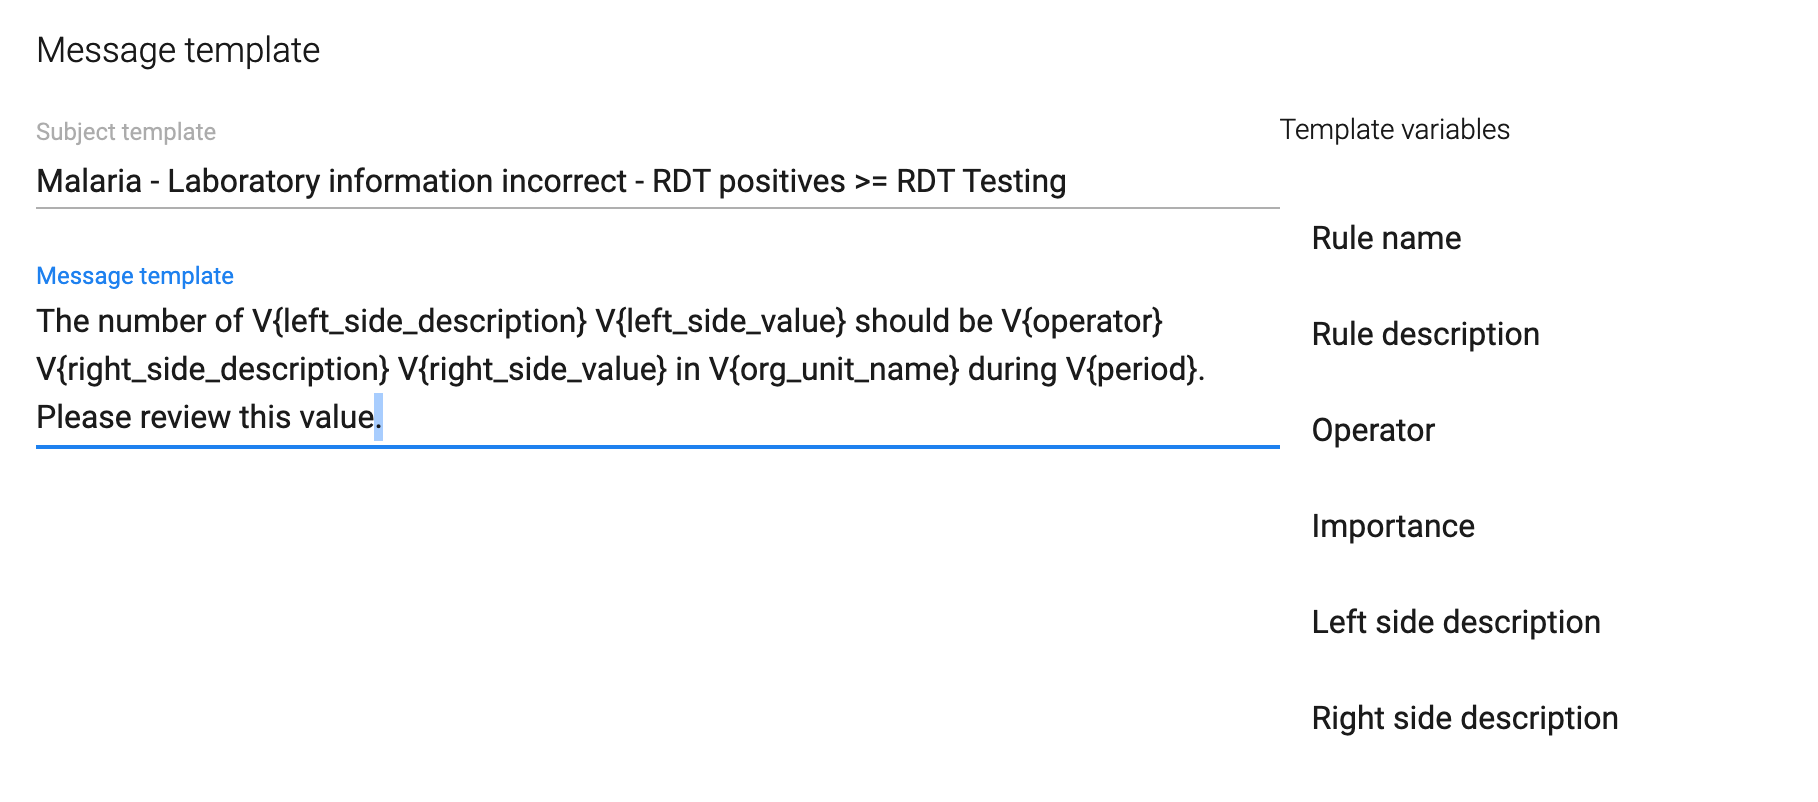 Message template
Subject template
Malaria - Laboratory information incorrect - RDT positives >= RDT Testing
Message template
The number of V{left_side_description} V{left_side_value} should be V{operator}
V{right_side_description} V{right_side_value} in V{org_unit_name} during V{period}.
Please review this value.
Template variables
Rule name
Rule description
Operator
Importance
Left side description
Right side description